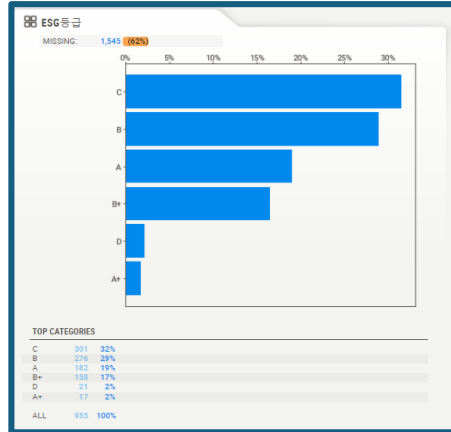 ESG등급
MISSING: 1,545 (62%)
0% 5% 10% 15% 20% 25% 30%
C
B
A
B+
D
A+
TOP CATEGORIES
C 301 32%
B 276 29%
A 182 19%
B+ 158 17%
D 21 2%
A+ 17 2%
ALL 955 100%